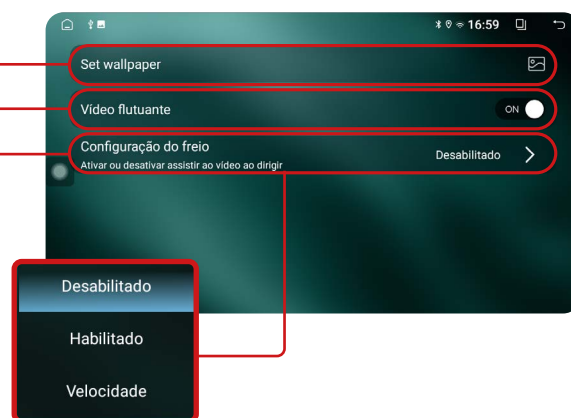 16:59
Set wallpaper
Vídeo flutuante
ON
Configuração do freio
Ativar ou desativar assistir ao vídeo ao dirigir
Desabilitado
Desabilitado
Habilitado
Velocidade